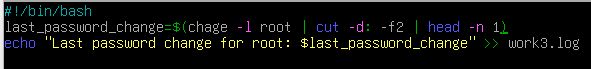 #!/bin/bash
last_password_change=$(chage -l root | cut -d: -f2 | head -n 1)
echo "Last password change for root: $last_password_change" >> work3.log